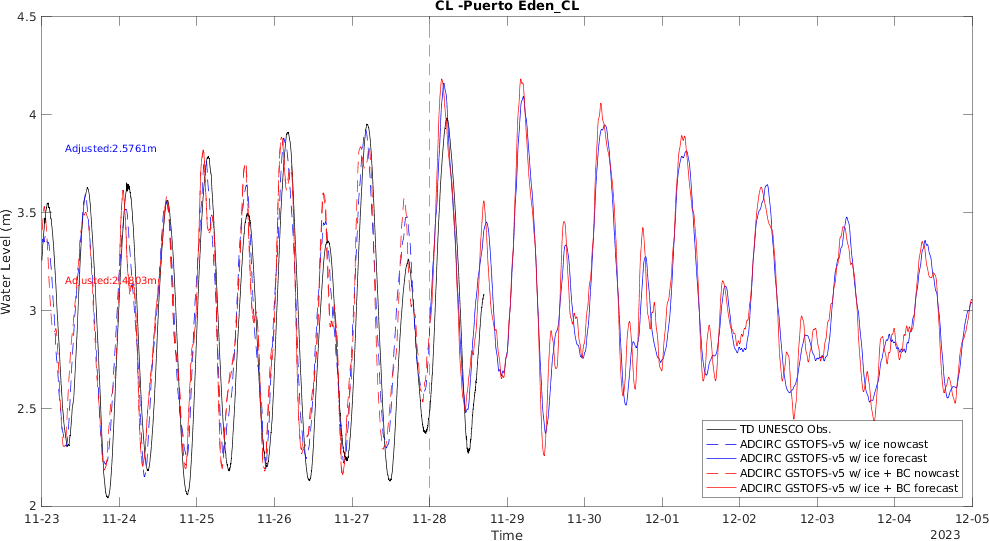 CL -Puerto Eden_CL
4.5
4
3.5
3
2.5
2
Water Level (m)
Adjusted:2.5761m
11-23
11-24
11-25
11-26
11-27
11-28
11-29
11-30
12-01
12-02
12-03
12-04
12-05
Time
2023
TD UNESCO Obs.
ADCIRC GSTOFS-v5 w/ ice nowcast
ADCIRC GSTOFS-v5 w/ ice forecast
ADCIRC GSTOFS-v5 w/ ice + BC nowcast
ADCIRC GSTOFS-v5 w/ ice + BC forecast